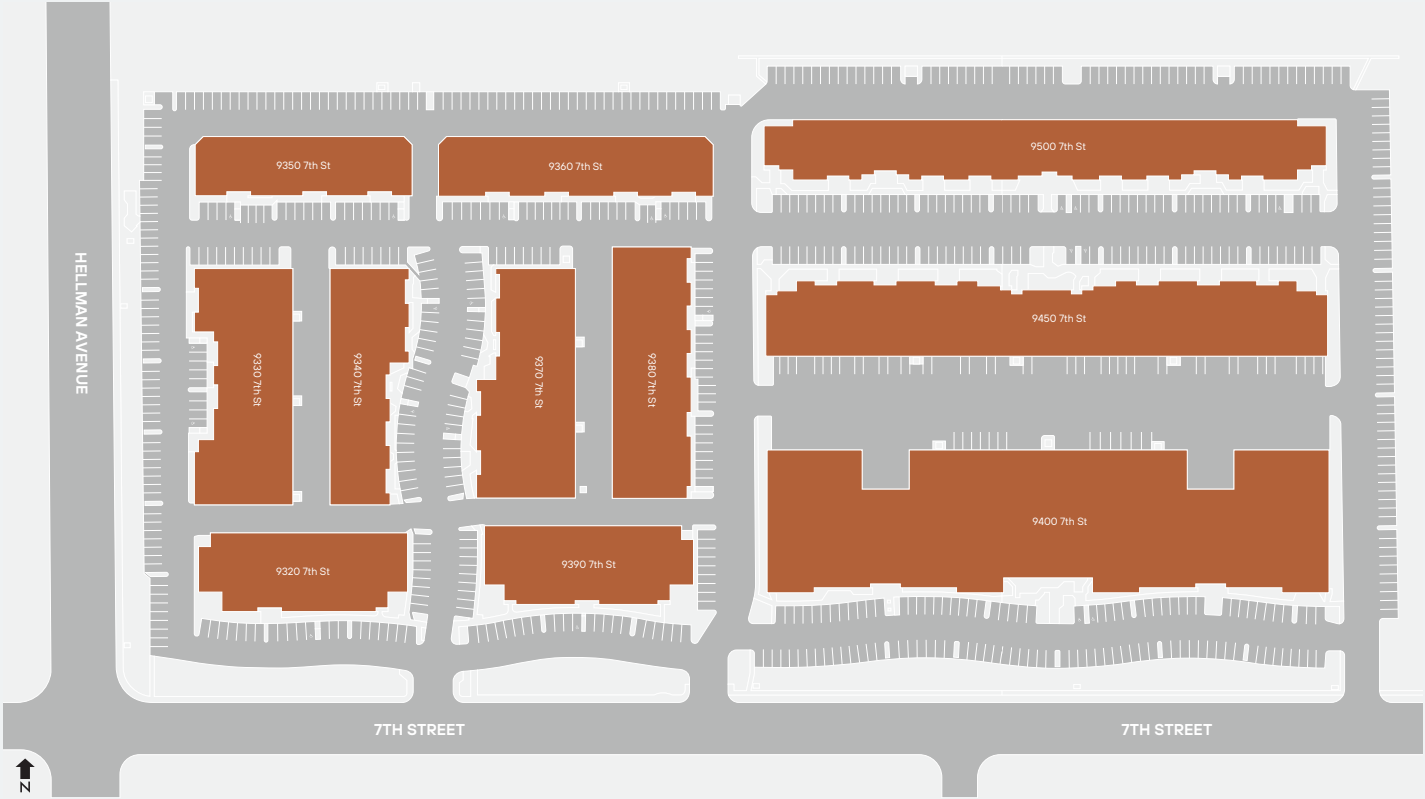 9350 7th St
9360 7th St
9500 7th St
HELLMAN AVENUE
9330 7th St
9340 7th St
9370 7th St
9380 7th St
9450 7th St
9400 7th St
9320 7th St
9390 7th St
7TH STREET
7TH STREET
N